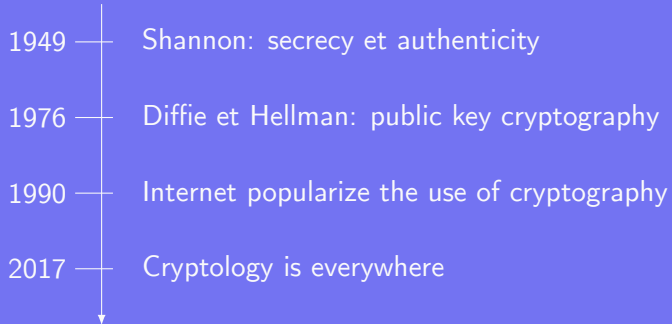 1949 Shannon: secrecy et authenticity
1976 Diffie et Hellman: public key cryptography
1990 Internet popularize the use of cryptography
2017 Cryptology is everywhere